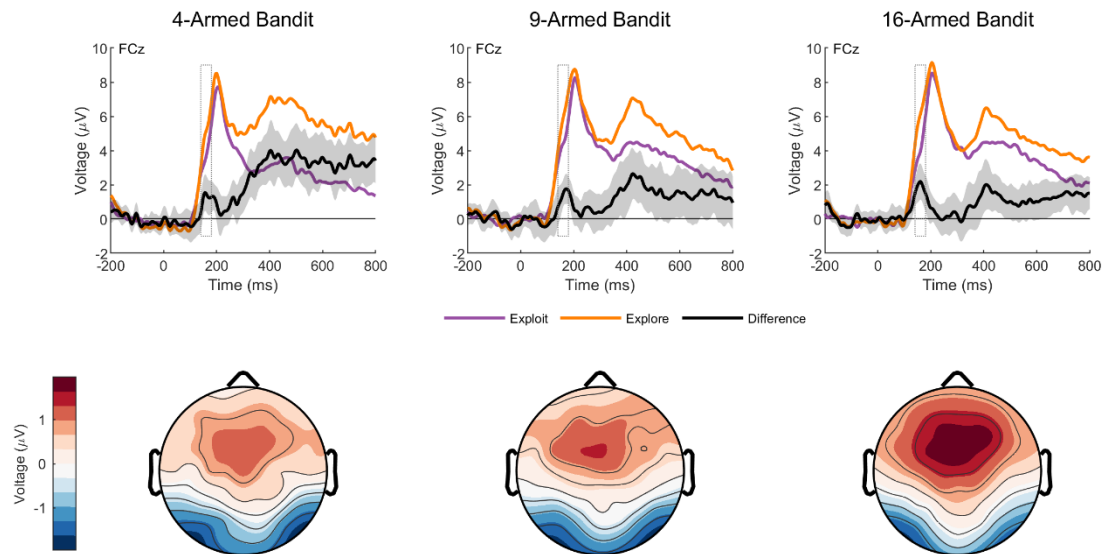 4-Armed Bandit
9-Armed Bandit
16-Armed Bandit
FCz
10
8
6
4
2
0
-2
Voltage (μV)
-200
0
200
400
600
800
Time (ms)
FCz
10
8
6
4
2
0
-2
Voltage (μV)
-200
0
200
400
600
800
Time (ms)
FCz
10
8
6
4
2
0
-2
Voltage (μV)
-200
0
200
400
600
800
Time (ms)
Exploit
Explore
Difference
Voltage (μV)
1
0
-1